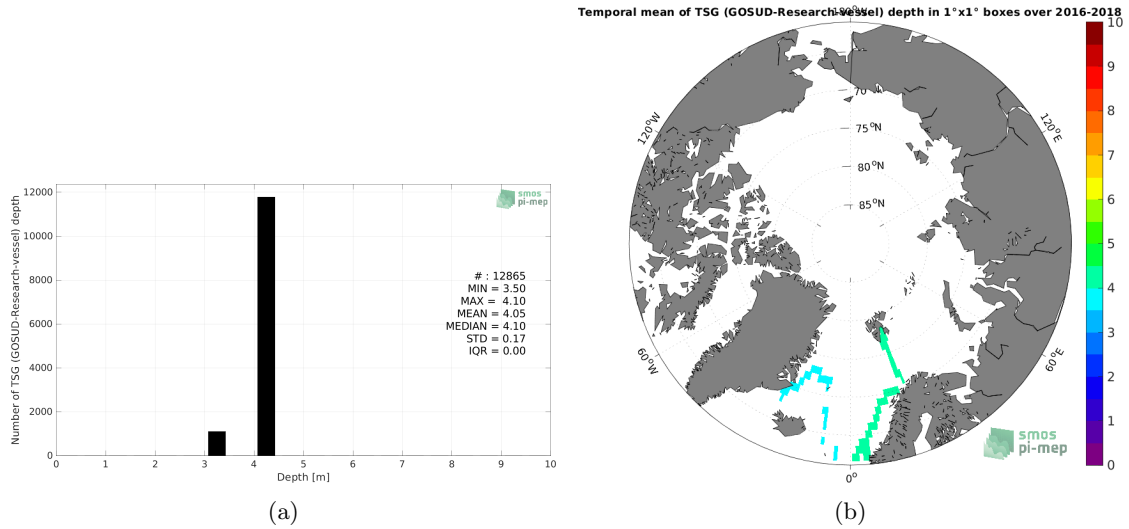 Temporal mean of TSG (GOSUD-Research-vessel) depth in 1°x1° boxes over 2016-2018
180°W
Number of TSG (GOSUD-Research-vessel) depth
12000
10000
8000
6000
4000
2000
0
smos
pi-mep
# : 12865
MIN = 3.50
MAX = 4.10
MEAN = 4.05
MEDIAN = 4.10
STD = 0.17
IQR = 0.00
0 1 2 3 4 5 6 7 8 9 10
Depth [m]
(a)
120°W
60°W
0°
60°E
120°E
70
75°N
80°N
85°N
smos
pi-mep
10
9
8
7
6
5
4
3
2
1
0
(b)